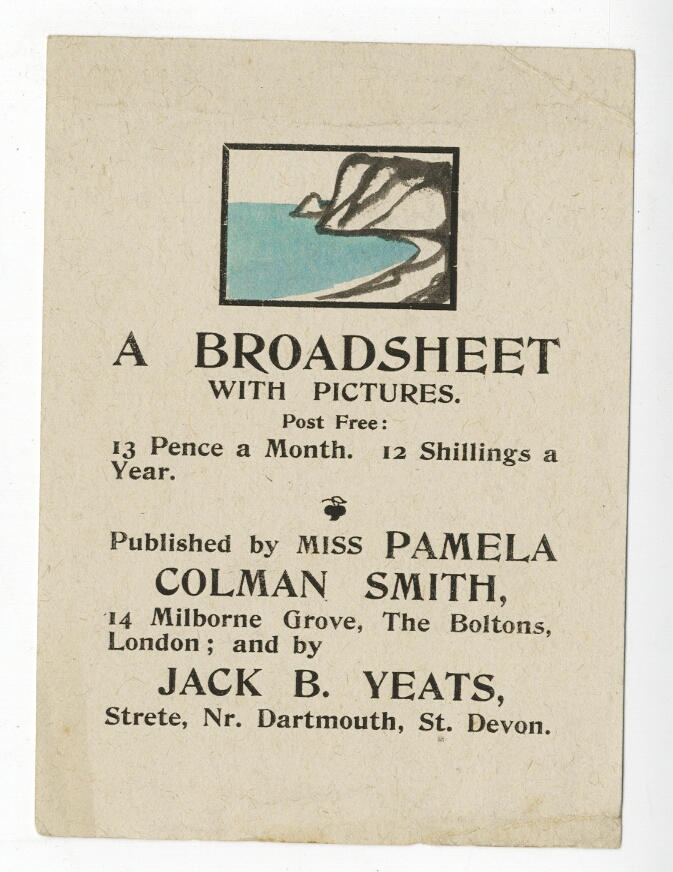 A BROADSHEET
WITH PICTURES.
Post Free:
13 Pence a Month. 12 Shillings a
Year.
Published by MISS PAMELA
COLMAN SMITH,
14 Milborne Grove, The Boltons,
London; and by
JACK B. YEATS,
Strete, Nr. Dartmouth, St. Devon.